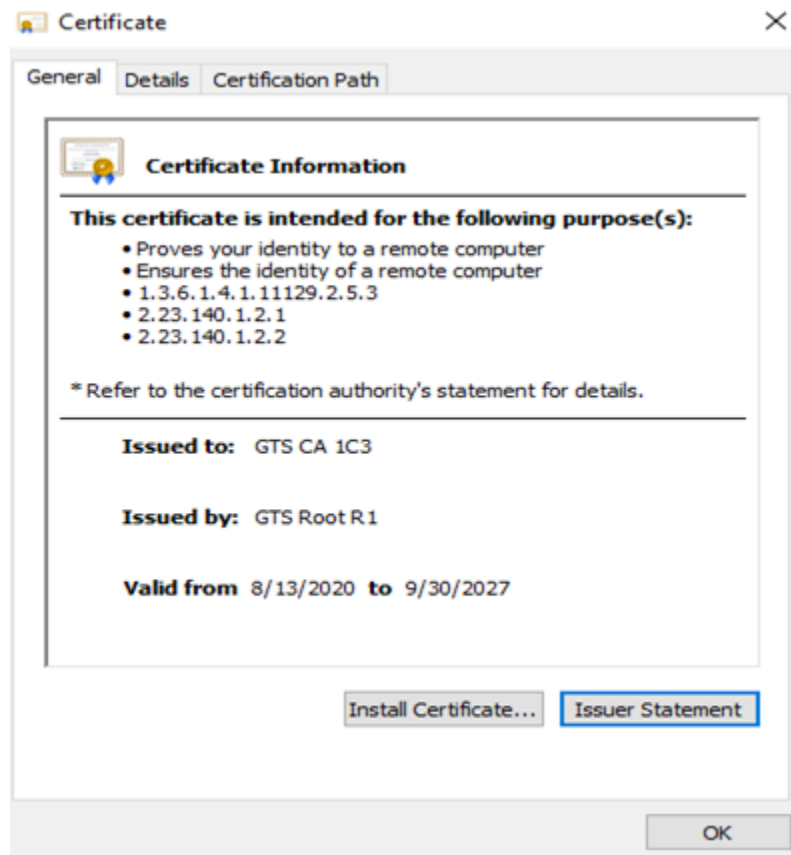 Certificate
General Details Certification Path
Certificate Information
This certificate is intended for the following purpose(s):
• Proves your identity to a remote computer
• Ensures the identity of a remote computer
• 1.3.6.1.4.1.11129.2.5.3
• 2.23.140.1.2.1
• 2.23.140.1.2.2
* Refer to the certification authority's statement for details.
Issued to: GTS CA 1C3
Issued by: GTS Root R1
Valid from 8/13/2020 to 9/30/2027
Install Certificate... Issuer Statement
OK